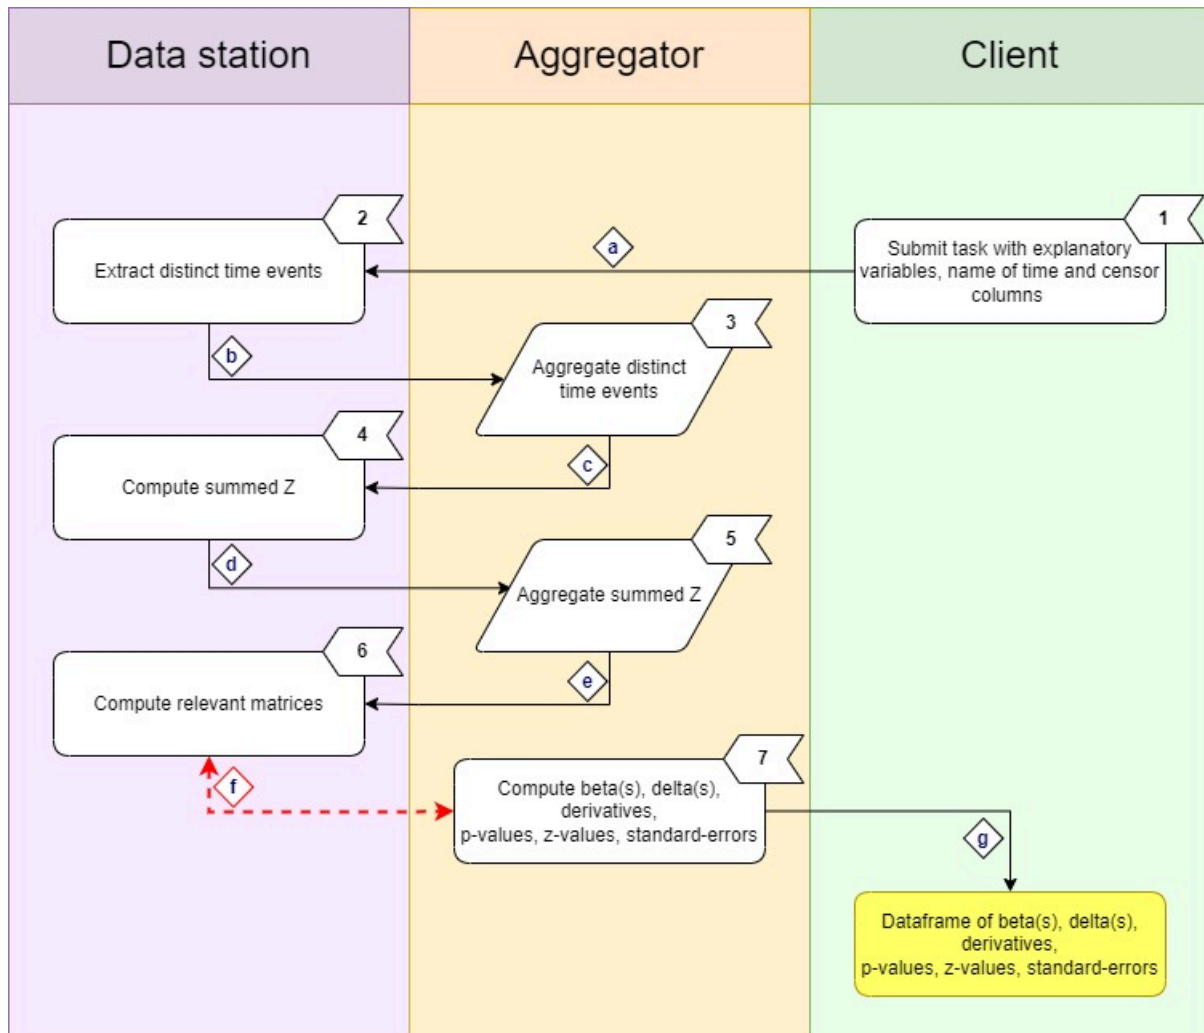 Data station
Aggregator
Client
2
1
a
Extract distinct time events
Submit task with explanatory
variables, name of time and censor
columns
3
b
Aggregate distinct
time events
4
c
Compute summed Z
5
d
Aggregate summed Z
6
e
Compute relevant matrices
7
f
Compute beta(s), delta(s),
derivatives,
p-values, z-values, standard-errors
g
Dataframe of beta(s), delta(s),
derivatives,
p-values, z-values, standard-errors